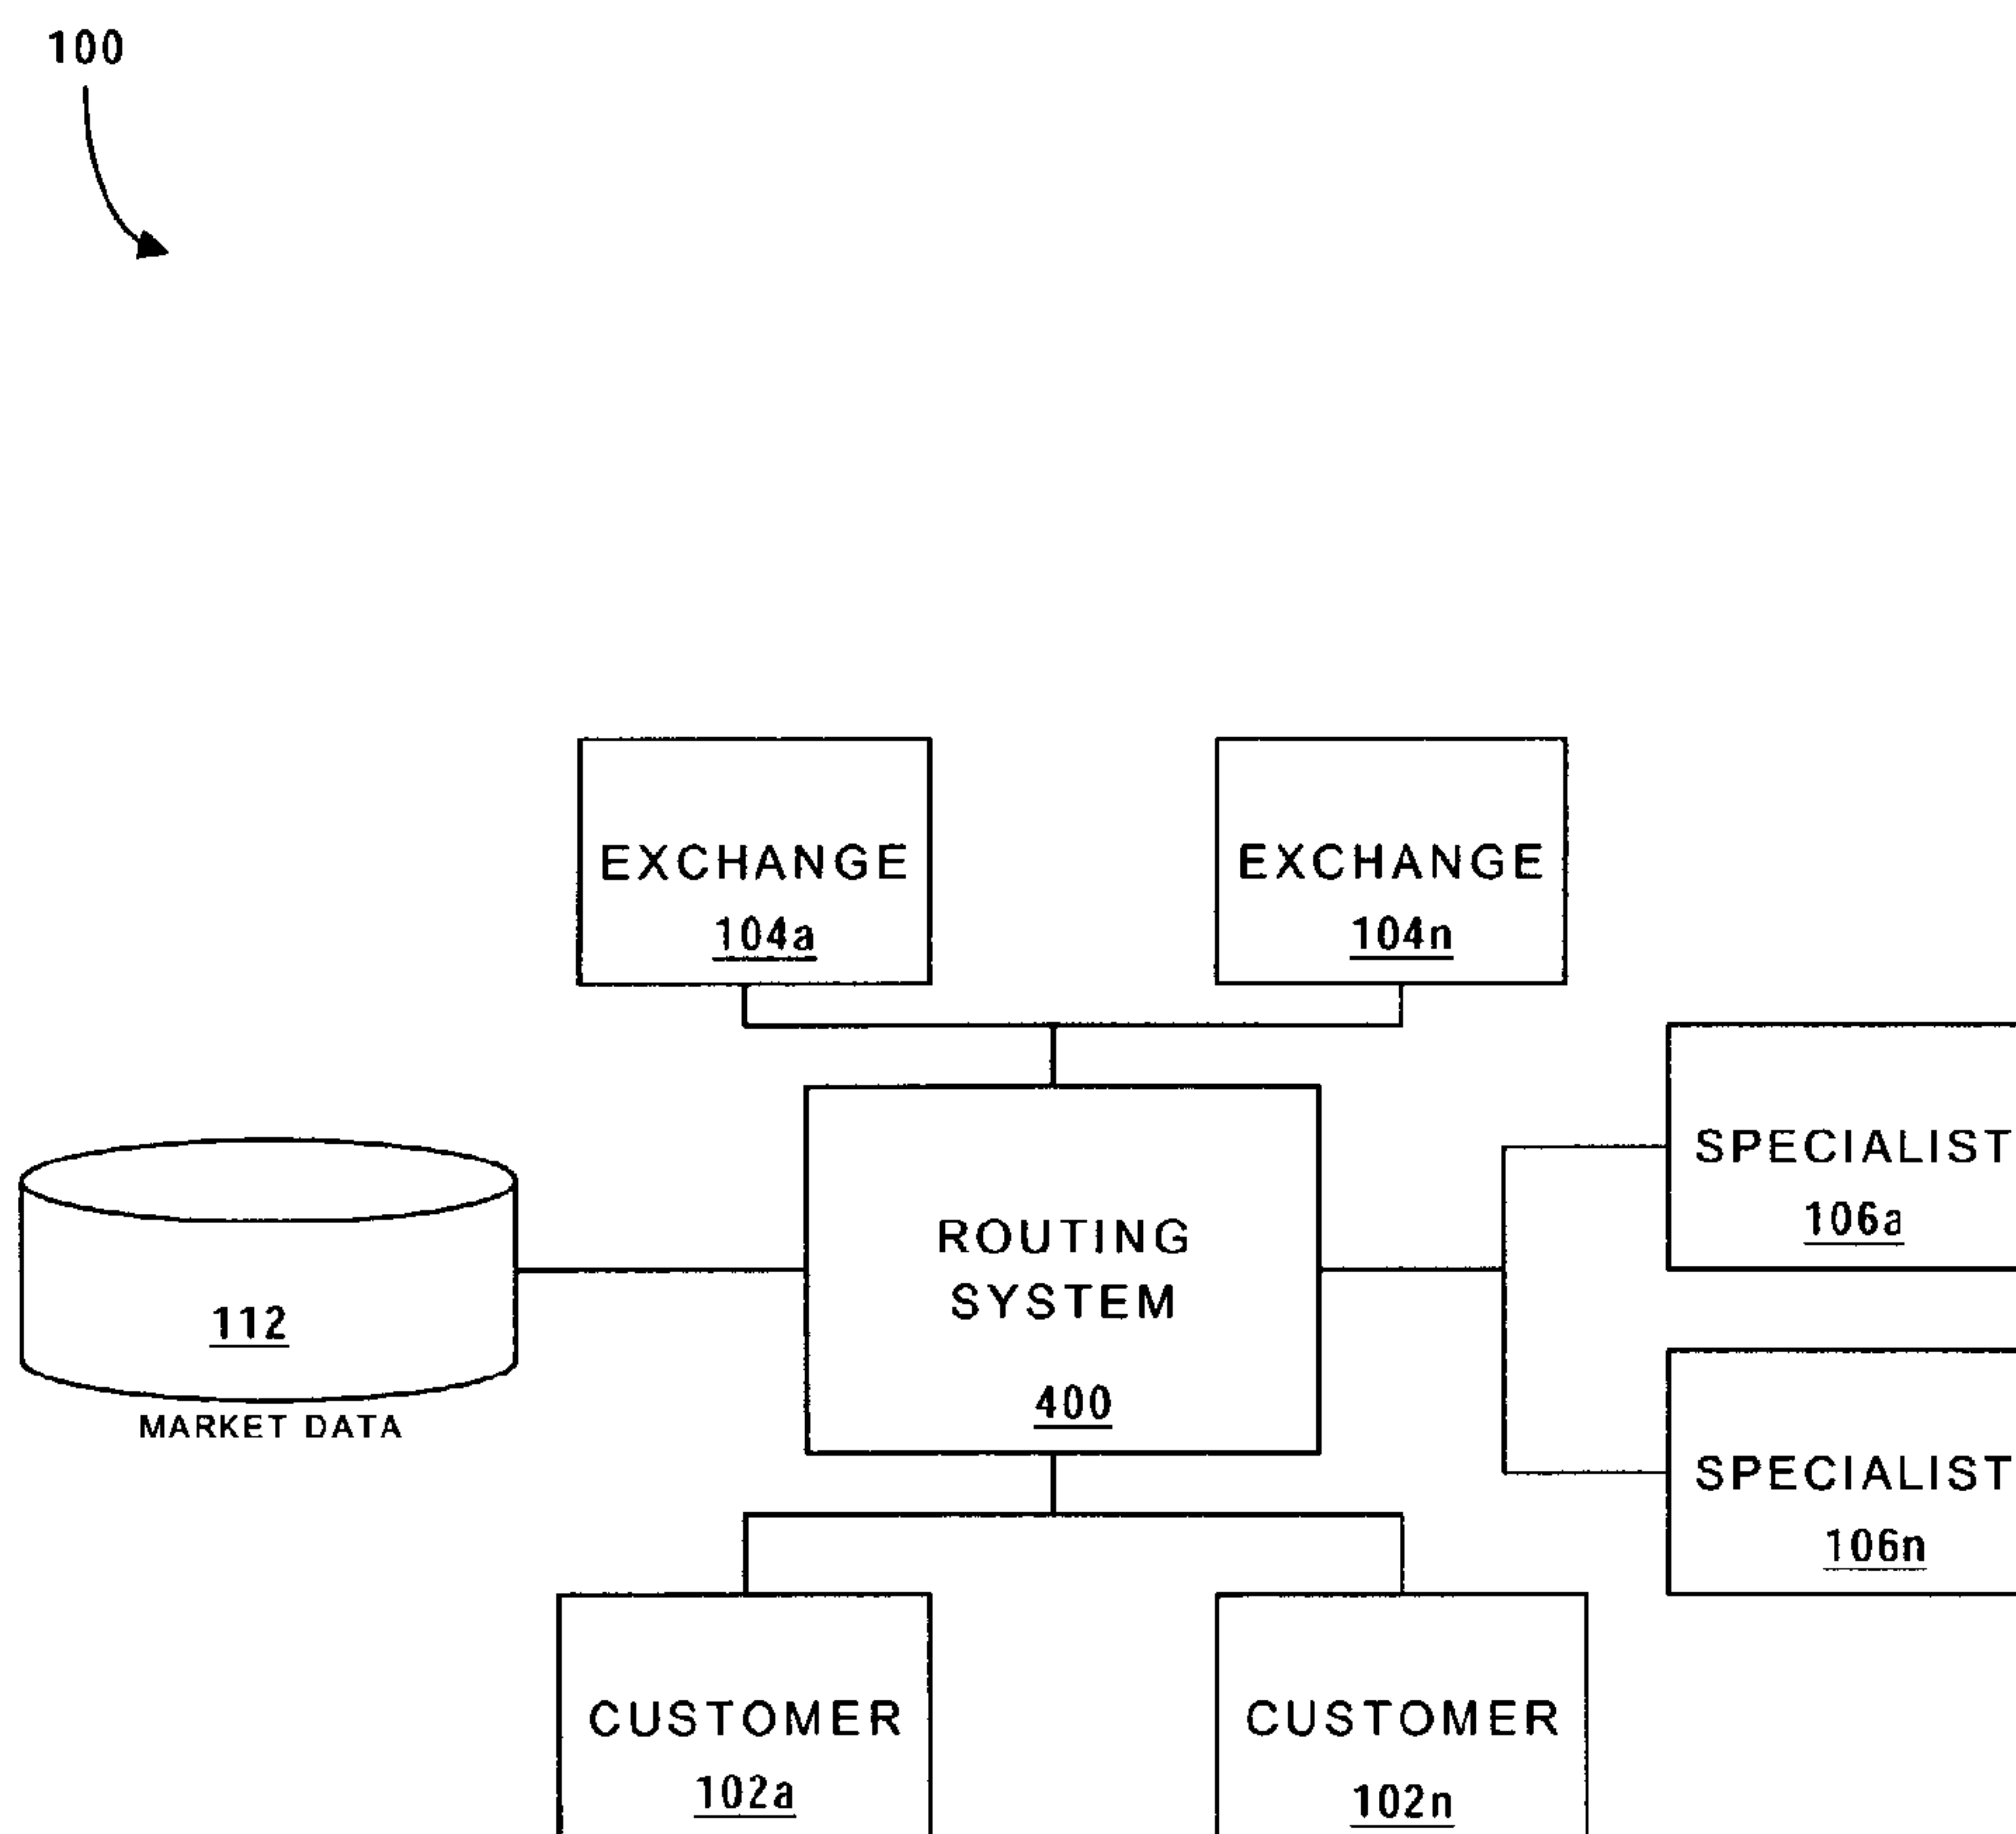 100
EXCHANGE
104a
EXCHANGE
104n
SPECIALIST
106a
ROUTING
SYSTEM
400
112
MARKET DATA
SPECIALIST
106n
CUSTOMER
102a
CUSTOMER
102n